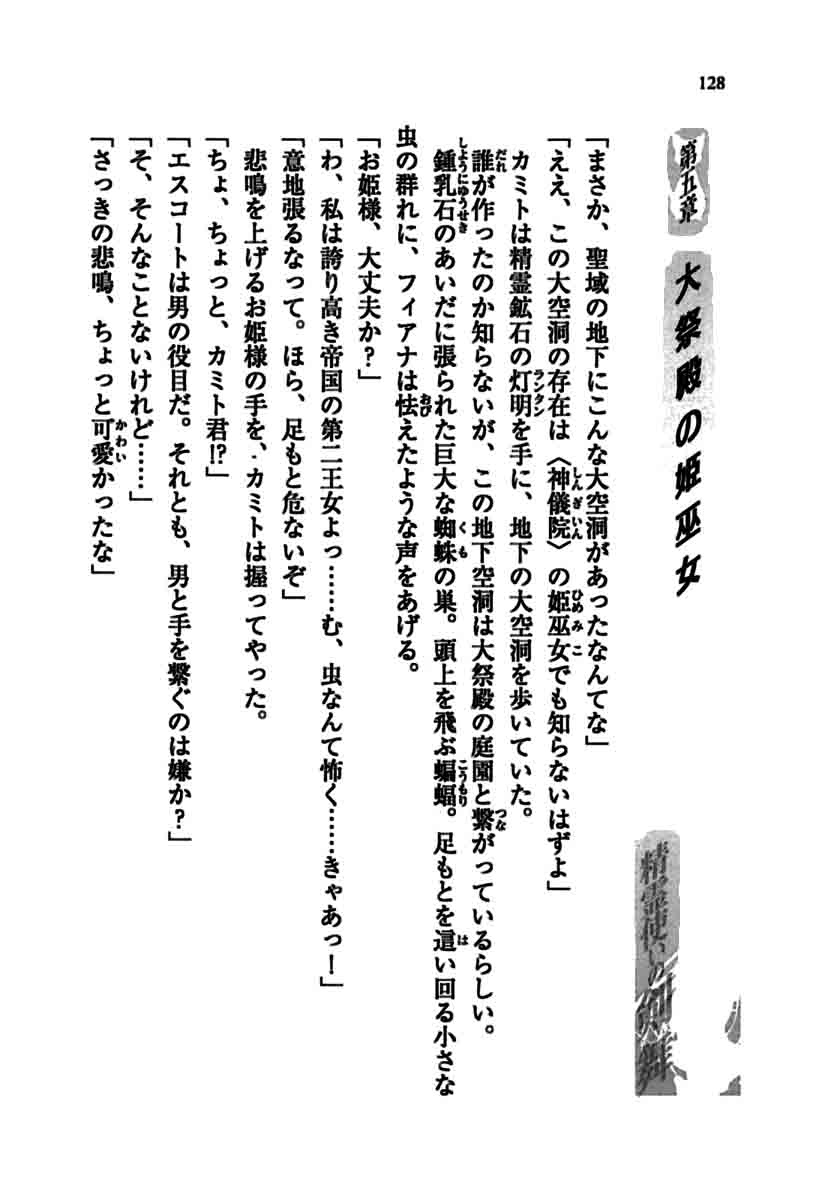 128
第五章
大祭殿の姫巫女
精霊使いの剣舞
「まさか、聖域の地下にこんな大空洞があったなんてな」
「ええ、この大空洞の存在は〈神儀院〉の姫巫女でも知らないはずよ」
カミトは精霊鉱石の灯明を手に、地下の大空洞を歩いていた。
誰が作ったのか知らないが、この地下空洞は大祭殿の庭園と繋がっているらしい。
鍾乳石のあいだに張られた巨大な蜘蛛の巣。頭上を飛ぶ蝙蝠。足もとを這い回る小さな
虫の群れに、フィアナは怯えたような声をあげる。
「お姫様、大丈夫か？」
「わ、私は誇り高き帝国の第二王女よっ……む、虫なんて怖く……きゃあっ！」
「意地張るなって。ほら、足もと危ないぞ」
悲鳴を上げるお姫様の手を、カミトは握ってやった。
「ちょ、ちょっと、カミト君!?」
「エスコートは男の役目だ。それとも、男と手を繋ぐのは嫌か？」
「そ、そんなことないけれど……」
「さっきの悲鳴、ちょっと可愛かったな」